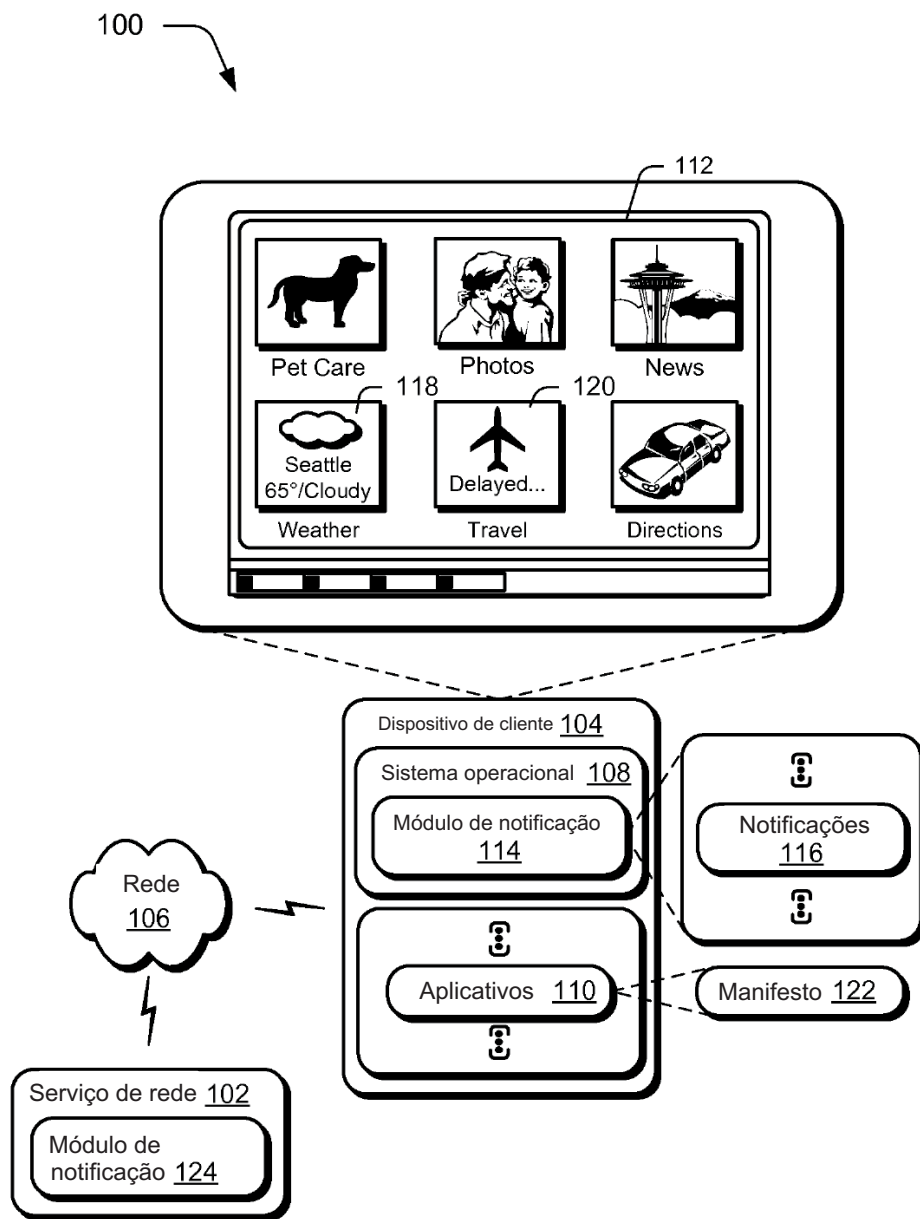 100
112
Pet Care
Photos
News
118
120
Seattle
65°/Cloudy
Delayed...
Weather
Travel
Directions
Dispositivo de cliente 104
Sistema operacional 108
Módulo de notificação
114
Notificações
116
Rede
106
Aplicativos 110
Manifesto 122
Serviço de rede 102
Módulo de
notificação 124